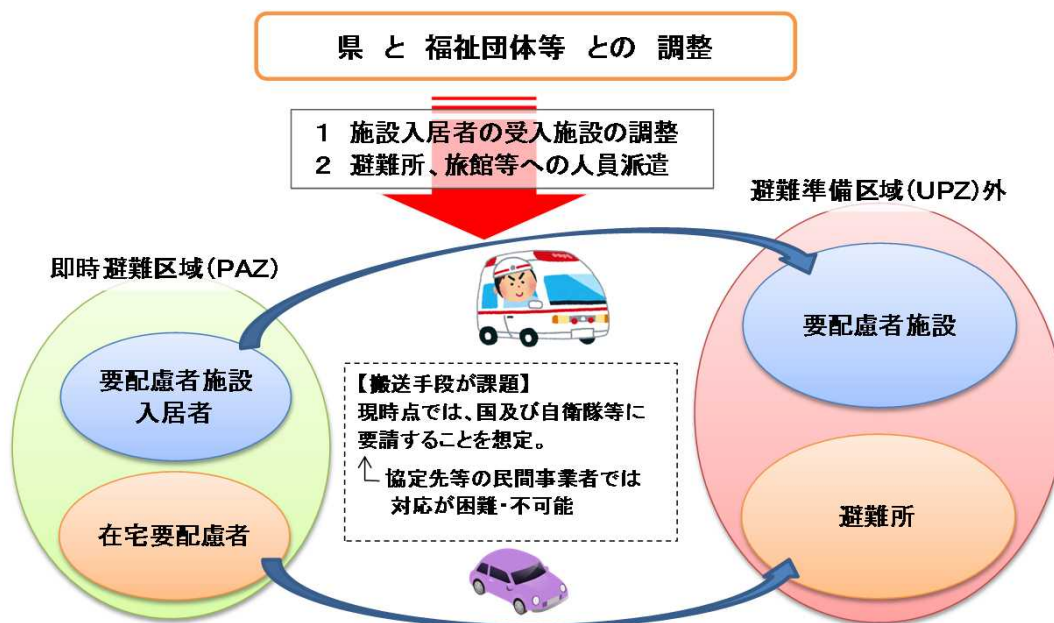 県 と 福祉団体等 との 調整
1 施設入居者の受入施設の調整
2 避難所、旅館等への人員派遣
避難準備区域(UPZ)外
即時避難区域(PAZ)
要配慮者施設
要配慮者施設
入居者
【搬送手段が課題】
現時点では、国及び自衛隊等に
要請することを想定。
協定先等の民間事業者では
対応が困難・不可能
在宅要配慮者
避難所